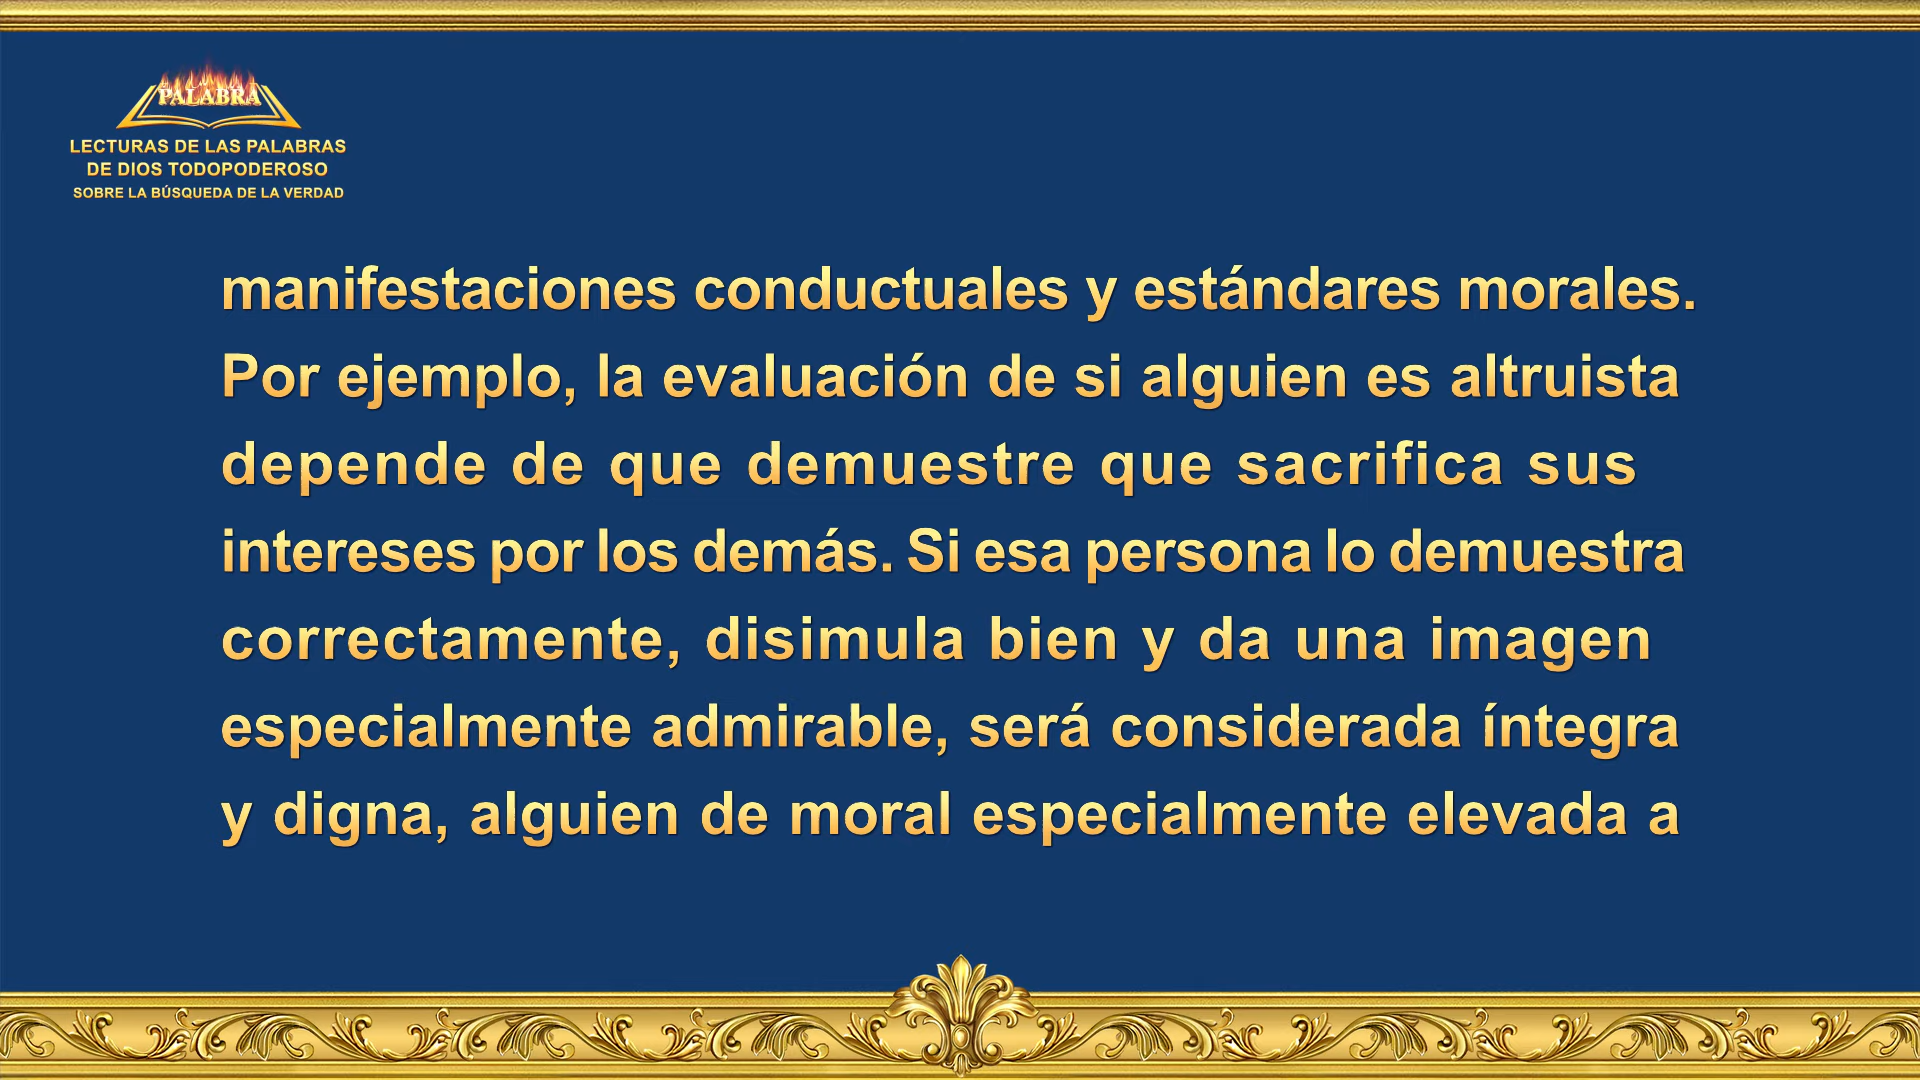 PALABRA
LECTURAS DE LAS PALABRAS
DE DIOS TODOPODEROSO
SOBRE LA BÚSQUEDA DE LA VERDAD
manifestaciones conductuales y estándares morales.
Por ejemplo, la evaluación de si alguien es altruista
depende de que demuestre que sacrifica sus
intereses por los demás. Si esa persona lo demuestra
correctamente, disimula bien y da una imagen
especialmente admirable, será considerada íntegra
y digna, alguien de moral especialmente elevada a